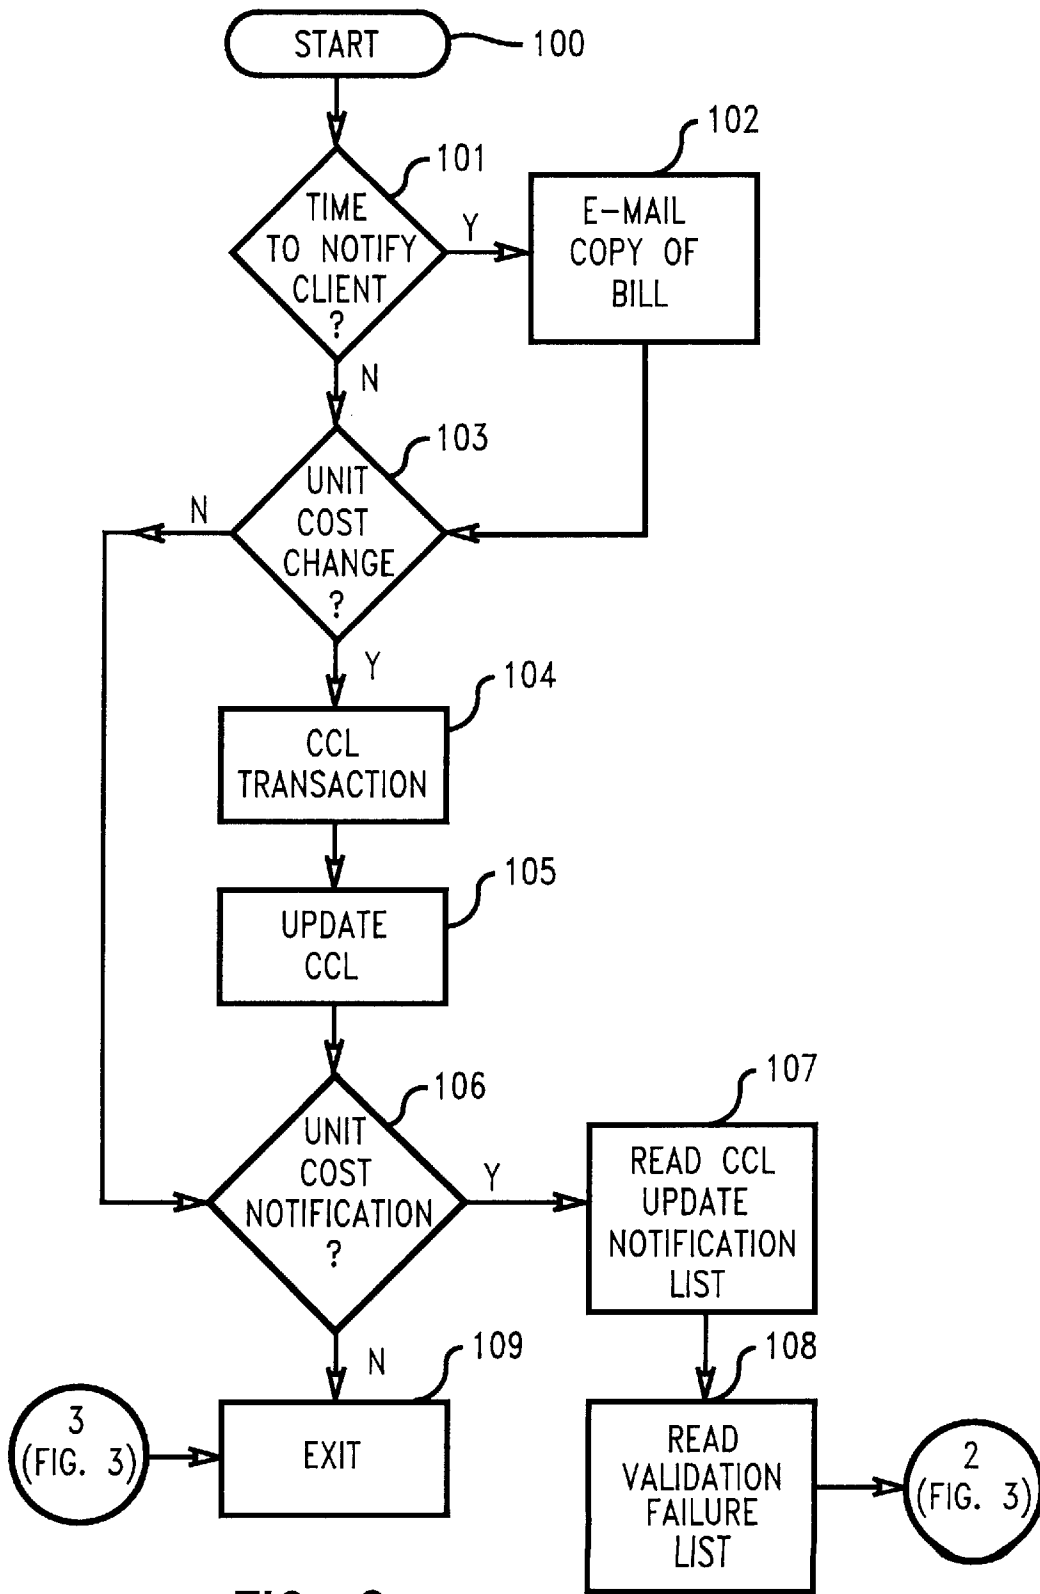 START
100
101
102
TIME
TO NOTIFY
CLIENT
?
Y
E-MAIL
COPY OF
BILL
N
103
UNIT
COST
CHANGE
?
N
Y
104
CCL
TRANSACTION
105
UPDATE
CCL
106
UNIT
COST
NOTIFICATION
?
Y
107
READ CCL
UPDATE
NOTIFICATION
LIST
N
109
108
3
(FIG. 3)
EXIT
READ
VALIDATION
FAILURE
LIST
2
(FIG. 3)